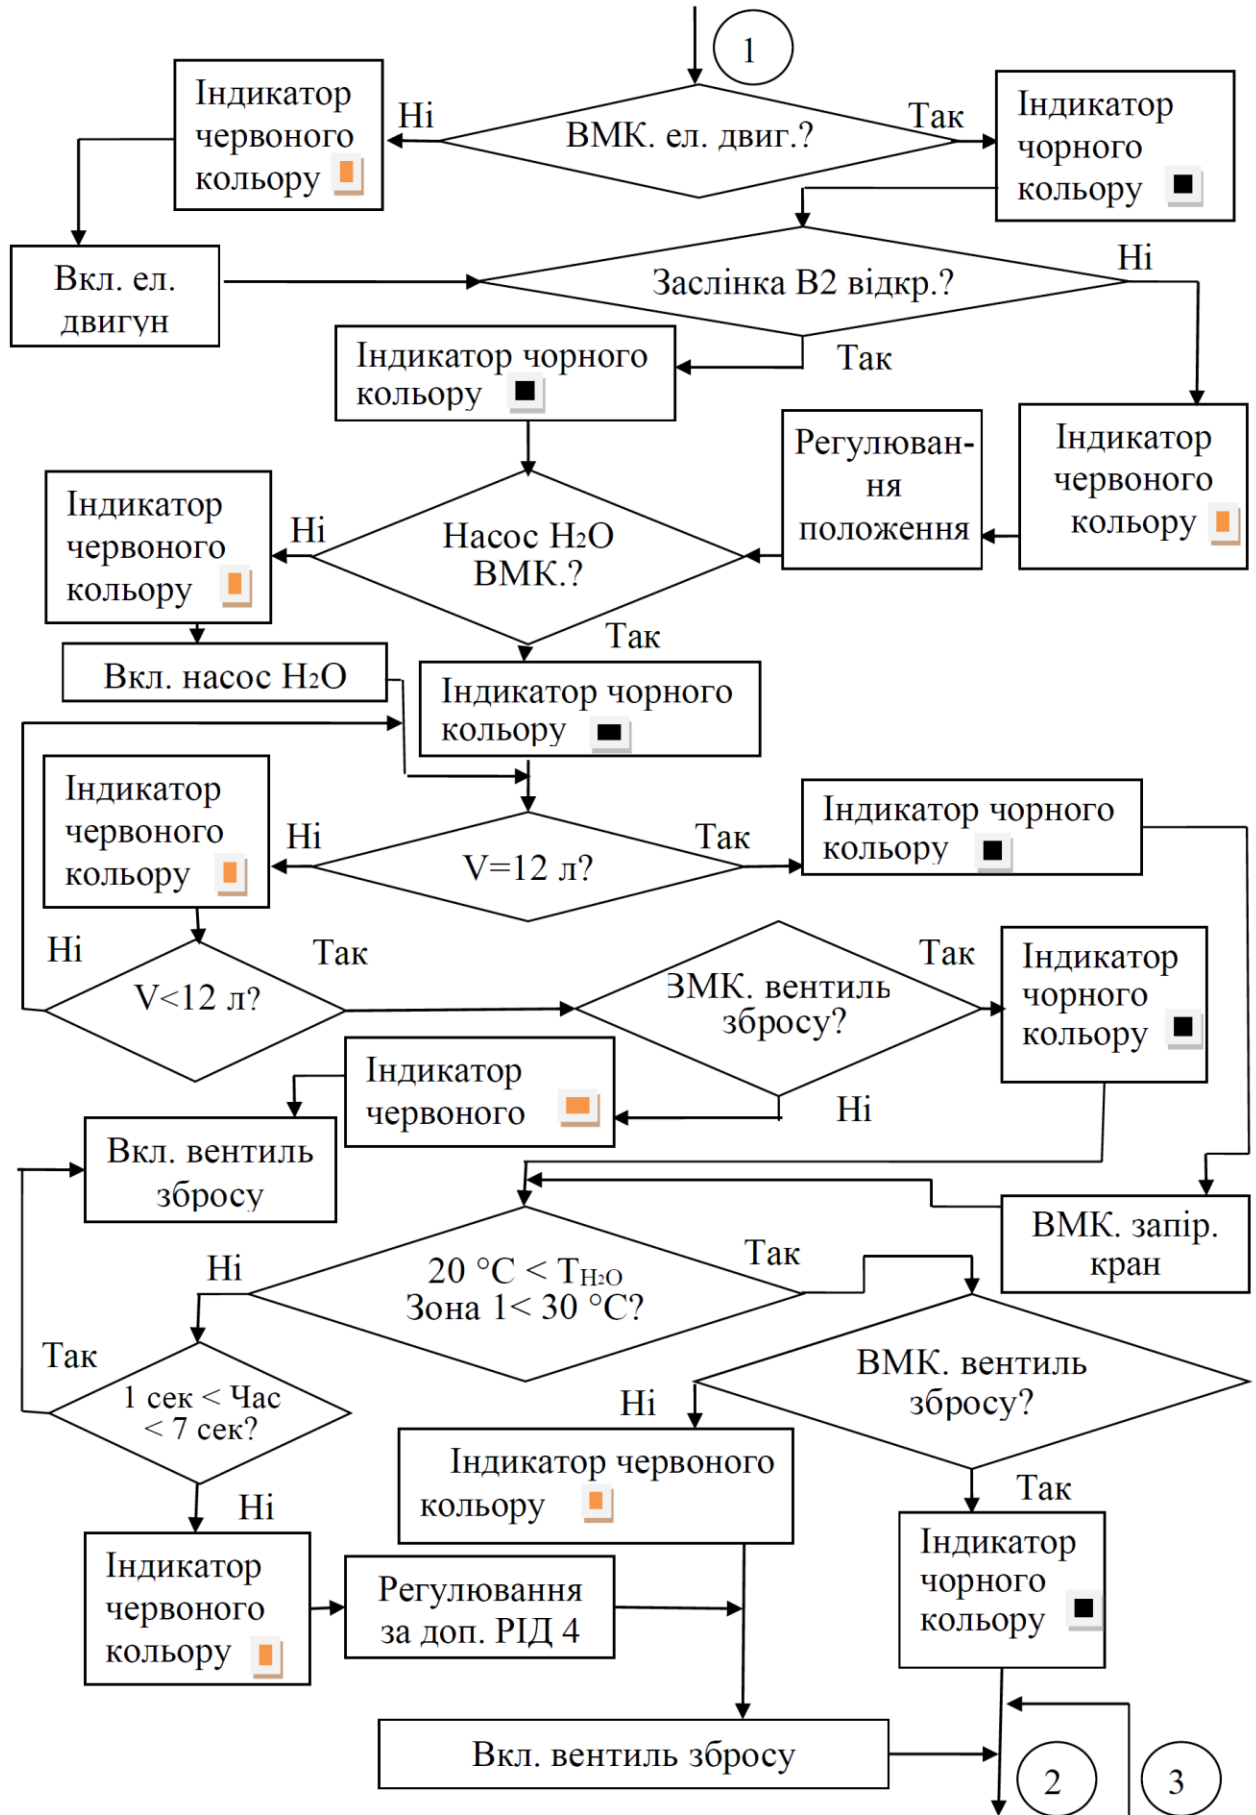 1
Індикатор
червоного
кольору
Ні
ВМК. ел. двиг.?
Так
Індикатор
чорного
кольору
Вкл. ел.
двигун
Заслінка В2 відкр.?
Ні
Індикатор чорного
кольору
Так
Регулюван-
ня
положення
Індикатор
червоного
кольору
Індикатор
червоного
кольору
Ні
Насос H₂O
ВМК.?
Так
Вкл. насос H₂O
Індикатор чорного
кольору
Індикатор
червоного
кольору
Ні
V=12 л?
Так
Індикатор чорного
кольору
Ні
V<12 л?
Так
ВМК. вентиль
збросу?
Так
Індикатор
чорного
кольору
Індикатор
червоного
Ні
Вкл. вентиль
збросу
ВМК. запір.
кран
Ні
20 °C < T_H₂O
Зона 1< 30 °C?
Так
Так
1 сек < Час
< 7 сек?
Ні
ВМК. вентиль
збросу?
Ні
Індикатор червоного
кольору
Так
Індикатор
чорного
кольору
Індикатор
червоного
кольору
Регулювання
за доп. РІД 4
Вкл. вентиль збросу
2
3